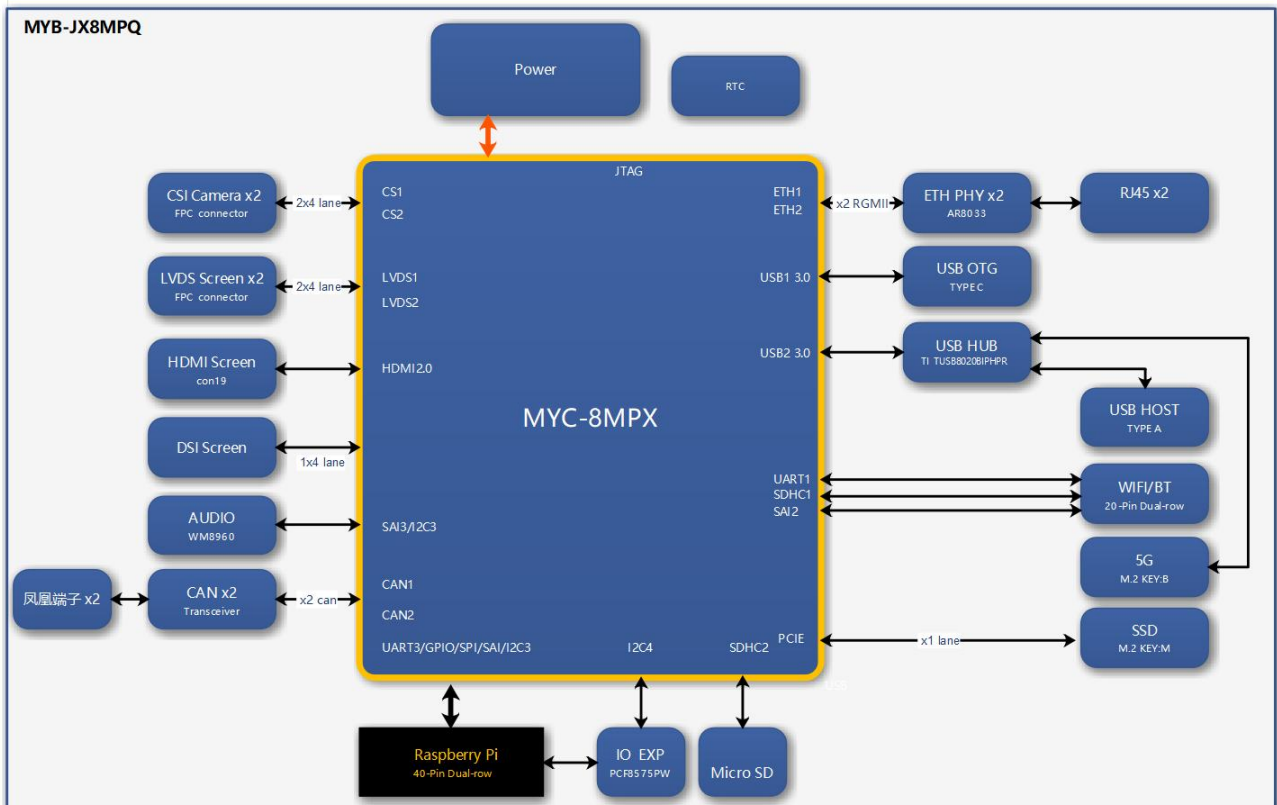 MYB-JX8MPQ
Power
RTC
JTAG
CSI Camera x2
FPC connector
2x4 lane
CS1
CS2
ETH1
ETH2
x2 RGMII
ETH PHY x2
AR8033
RJ45 x2
LVDS Screen x2
FPC connector
2x4 lane
LVDS1
LVDS2
USB1 3.0
USB OTG
TYPE C
HDMI Screen
con19
HDMI2.0
USB2 3.0
USB HUB
TI TUS88020BIPHPR
MYC-8MPX
USB HOST
TYPE A
DSI Screen
1x4 lane
UART1
SDHC1
SAI2
WIFI/BT
20-Pin Dual-row
AUDIO
WM8960
SAI3/I2C3
5G
M.2 KEY:B
凤凰端子 x2
CAN x2
Transceiver
x2 can
CAN1
CAN2
UART3/GPIO/SPI/SAI/I2C3
I2C4
SDHC2
PCIE
x1 lane
SSD
M.2 KEY:M
Raspberry Pi
40-Pin Dual-row
IO EXP
PCF8575PW
Micro SD